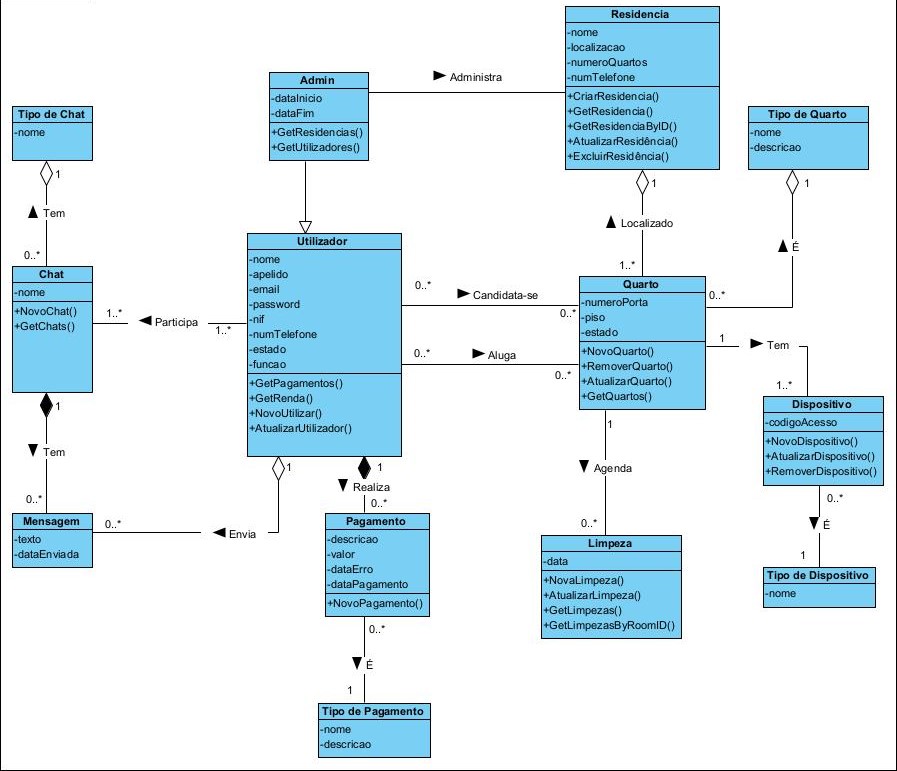 Residencia
-nome
-localizacao
-numeroQuartos
-numTelefone
+CriarResidencia()
+GetResidencia()
+GetResidenciaByID()
+AtualizarResidência()
+ExcluirResidência()
Administra
Admin
-dataInicio
-dataFim
+GetResidencias()
+GetUtilizadores()
Tipo de Chat
-nome
Tipo de Quarto
-nome
-descricao
1
Tem
0..*
1
Localizado
1..*
1
É
0..*
Chat
-nome
+NovoChat()
+GetChats()
1..*
Participa
1..*
Utilizador
-nome
-apelido
-email
-password
-nif
-numTelefone
-estado
-funcao
+GetPagamentos()
+GetRenda()
+NovoUtilizar()
+AtualizarUtilizador()
0..*
Candidata-se
0..*
0..*
Aluga
0..*
Quarto
-numeroPorta
-piso
-estado
+NovoQuarto()
+RemoverQuarto()
+AtualizarQuarto()
+GetQuartos()
1
Tem
1..*
Dispositivo
-codigoAcesso
+NovoDispositivo()
+AtualizarDispositivo()
+RemoverDispositivo()
1
Tem
0..*
1
Envia
0..*
1
Realiza
0..*
1
Agenda
0..*
0..*
É
1
Mensagem
-texto
-dataEnviada
Pagamento
-descricao
-valor
-dataErro
-dataPagamento
+NovoPagamento()
Limpeza
-data
+NovaLimpeza()
+AtualizarLimpeza()
+GetLimpezas()
+GetLimpezasByRoomID()
Tipo de Dispositivo
-nome
0..*
É
1
Tipo de Pagamento
-nome
-descricao